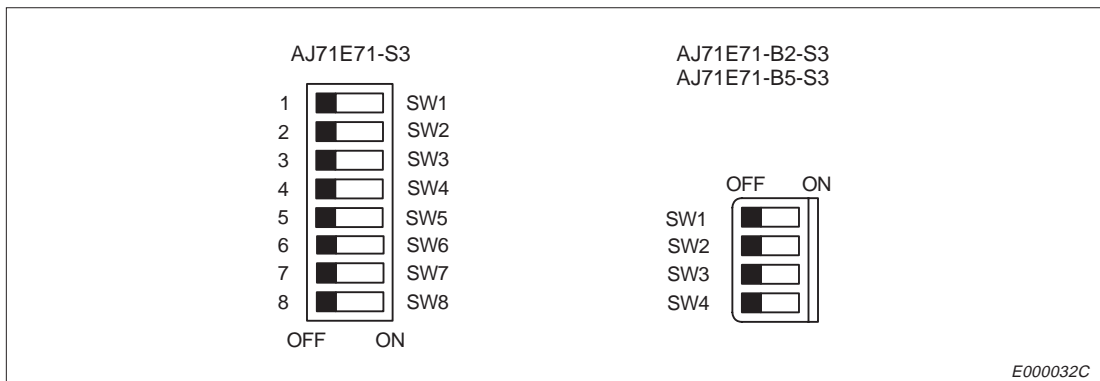 AJ71E71-S3
1 SW1
2 SW2
3 SW3
4 SW4
5 SW5
6 SW6
7 SW7
8 SW8
OFF ON
AJ71E71-B2-S3
AJ71E71-B5-S3
OFF ON
SW1
SW2
SW3
SW4
E000032C